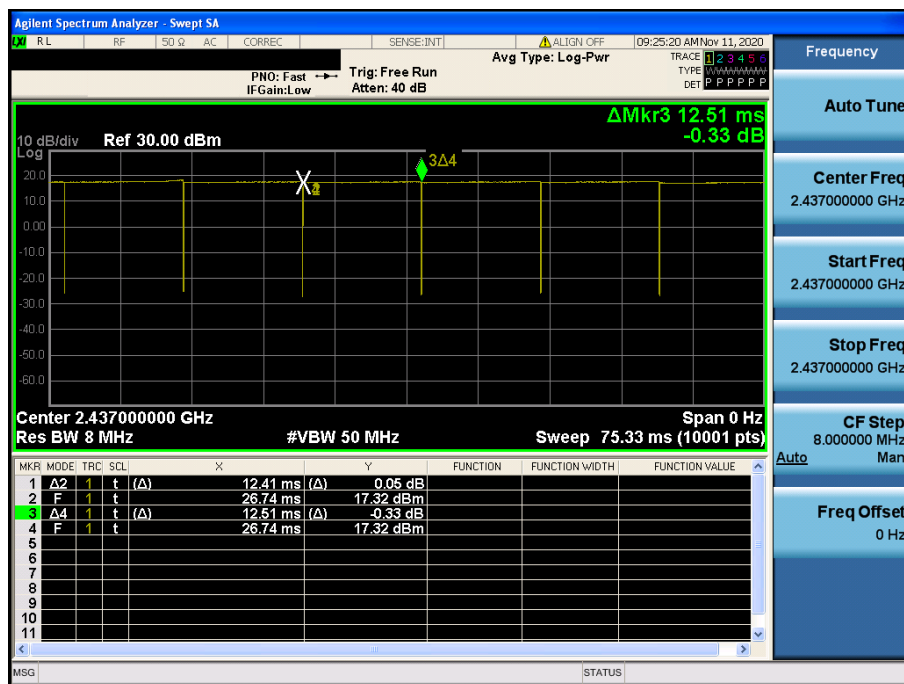 Agilent Spectrum Analyzer - Swept SA
LXI RL RF 50 Ω AC CORREC SENSE:INT ALIGN OFF 09:25:20 AM Nov 11, 2020
Avg Type: Log-Pwr
TRACE 1 2 3 4 5 6
TYPE
DET P P P P P P
PNO: Fast
IFGain:Low
Trig: Free Run
Atten: 40 dB
ΔMkr3 12.51 ms
-0.33 dB
10 dB/div Ref 30.00 dBm
Log
20.0
10.0
0.00
-10.0
-20.0
-30.0
-40.0
-50.0
-60.0
3Δ4
Center 2.437000000 GHz Span 0 Hz
Res BW 8 MHz #VBW 50 MHz Sweep 75.33 ms (10001 pts)
MKR MODE TRC SCL X Y FUNCTION FUNCTION WIDTH FUNCTION VALUE
1 Δ2 1 t (Δ) 12.41 ms (Δ) 0.05 dB
2 F 1 t 26.74 ms 17.32 dBm
3 Δ4 1 t (Δ) 12.51 ms (Δ) -0.33 dB
4 F 1 t 26.74 ms 17.32 dBm
5
6
7
8
9
10
11
MSG STATUS
Frequency
Auto Tune
Center Freq
2.437000000 GHz
Start Freq
2.437000000 GHz
Stop Freq
2.437000000 GHz
CF Step
8.000000 MHz
Auto Man
Freq Offset
0 Hz